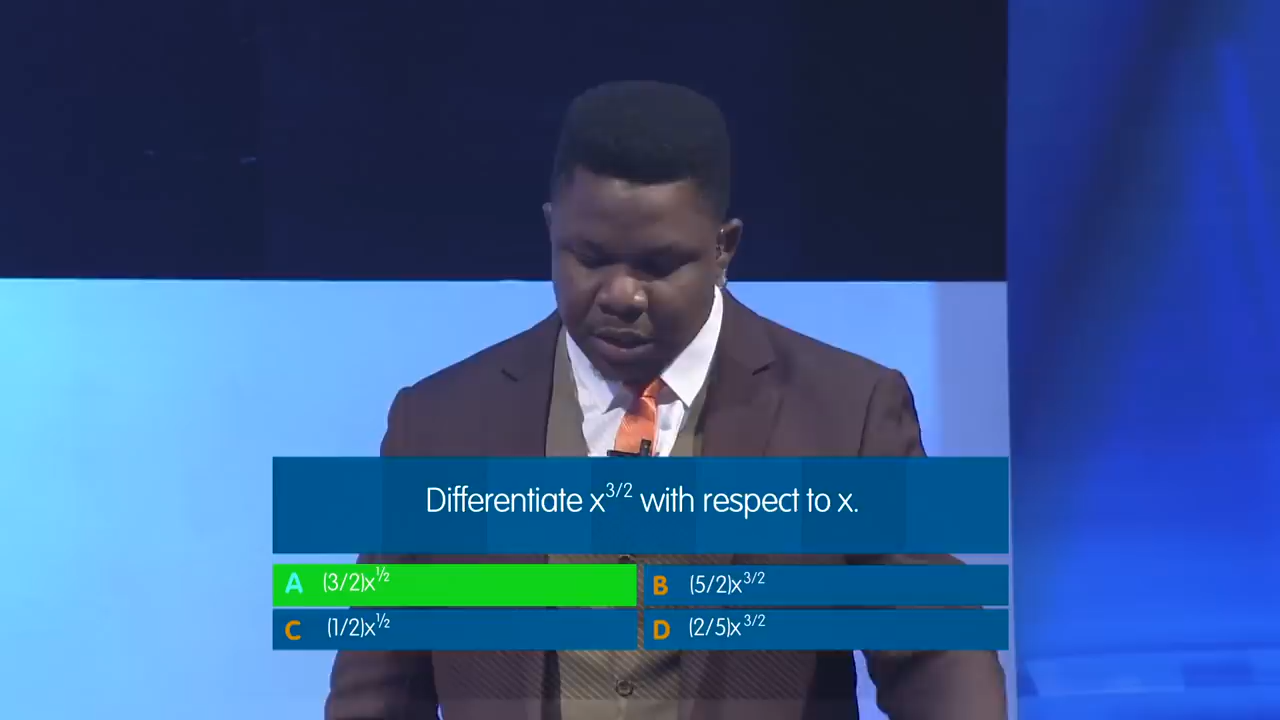 Differentiate x^3/2 with respect to x.
A (3/2)x^½
B (5/2)x^3/2
C (1/2)x^½
D (2/5)x^3/2